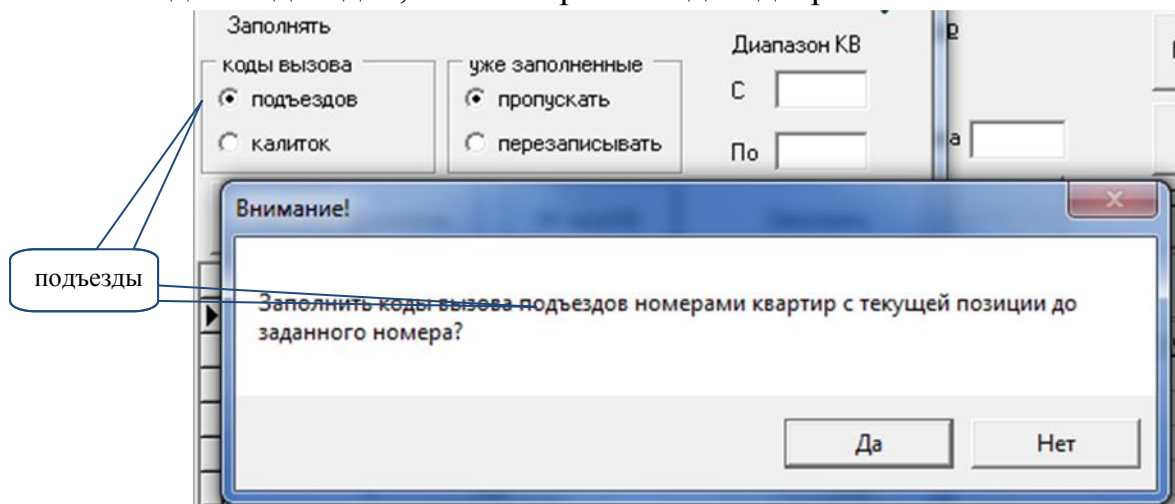 Заполнять
коды вызова
подъездов
калиток
уже заполненные
пропускать
перезаписывать
Диапазон КВ
С
По
а
Внимание!
подъезды
Заполнить коды вызова подъездов номерами квартир с текущей позиции до
заданного номера?
Да
Нет